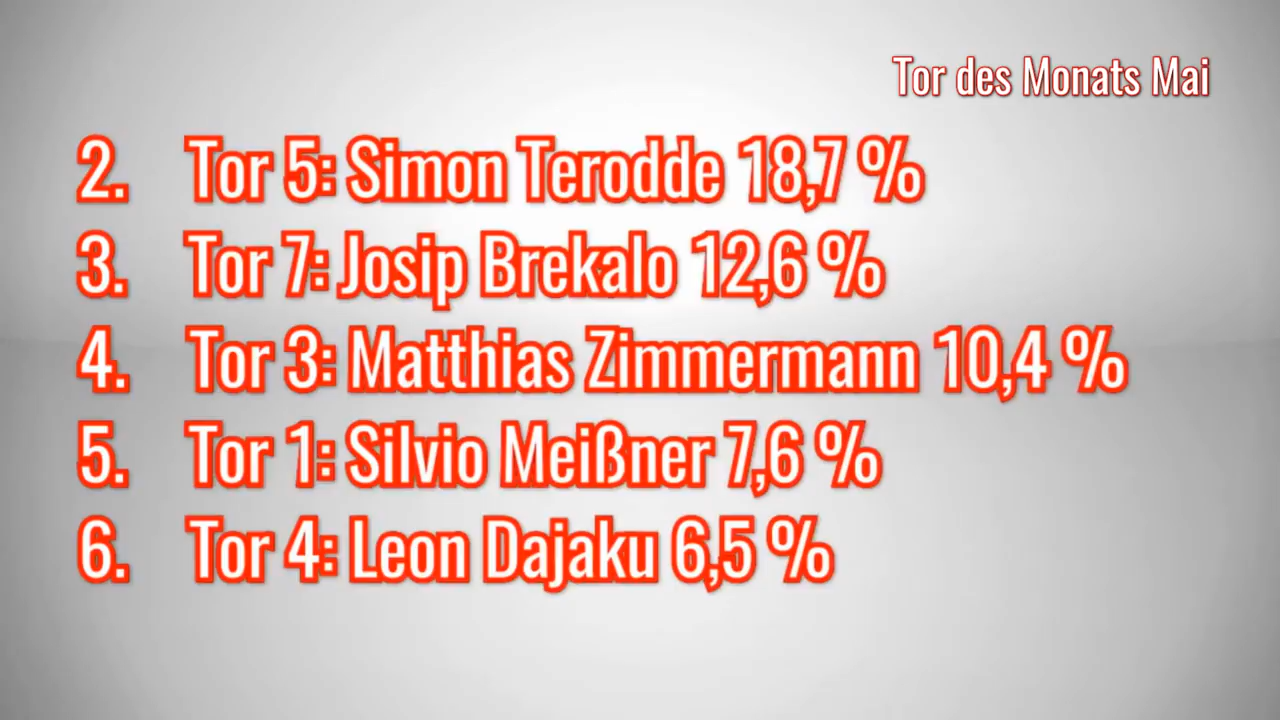 Tor des Monats Mai
2. Tor 5: Simon Terodde 18,7 %
3. Tor 7: Josip Brekalo 12,6 %
4. Tor 3: Matthias Zimmermann 10,4 %
5. Tor 1: Silvio Meißner 7,6 %
6. Tor 4: Leon Dajaku 6,5 %